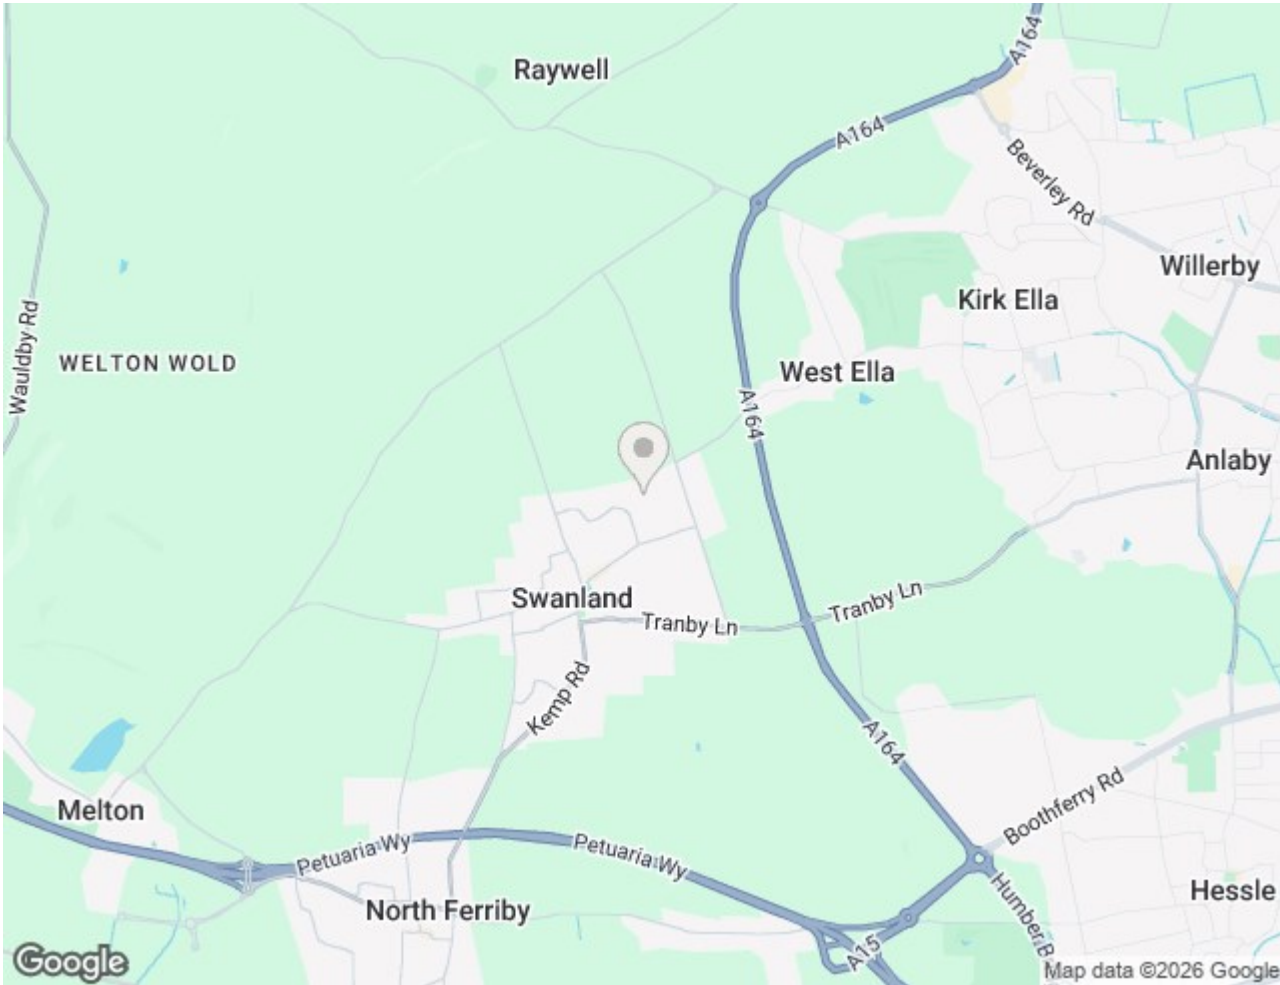 Raywell
A164
A164
Beverley Rd
Willerby
Kirk Ella
Wauldby Rd
WELTON WOLD
West Ella
A164
Anlaby
Swanland
Tranby Ln
Tranby Ln
Kemp Rd
A164
Melton
Boothferry Rd
Petuaria Wy
Petuaria Wy
Hessle
North Ferriby
Humber B
A15
Google
Map data ©2026 Google